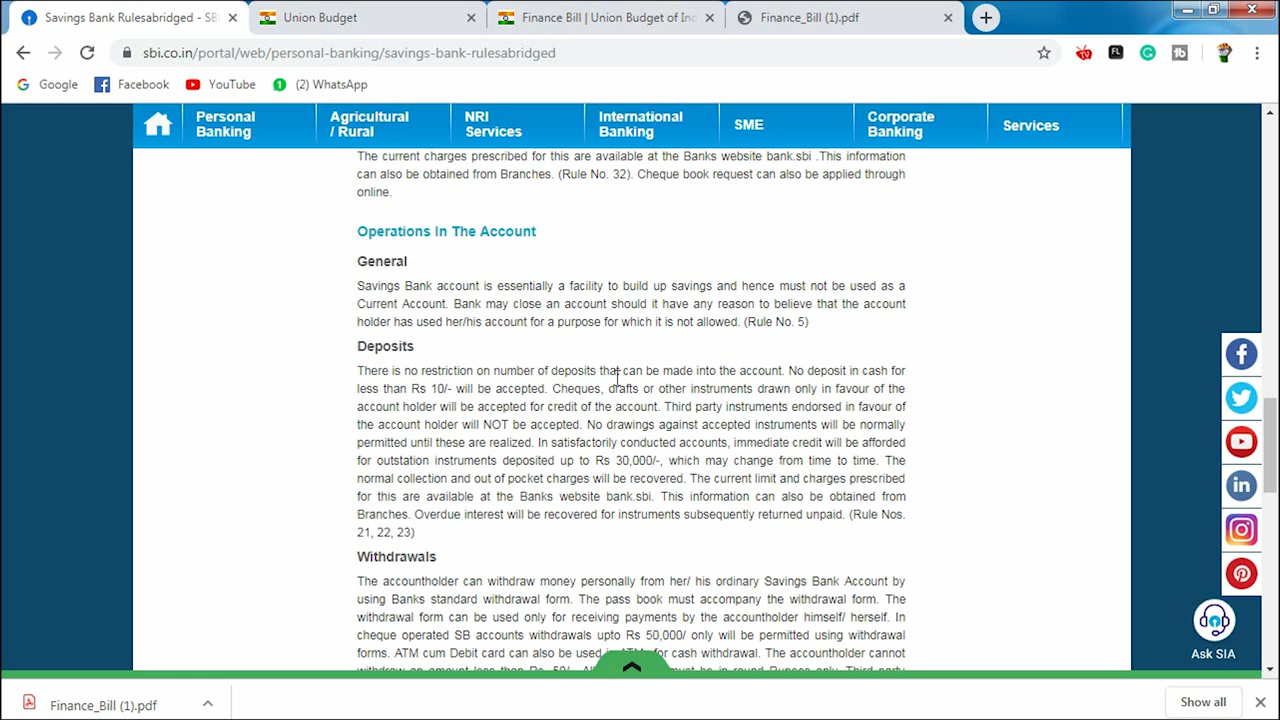 Savings Bank Rulesabridged - SB
Union Budget
Finance Bill | Union Budget of Ind
Finance_Bill (1).pdf
sbi.co.in/portal/web/personal-banking/savings-bank-rulesabridged
Google
Facebook
YouTube
(2) WhatsApp
Personal
Banking
Agricultural
/ Rural
NRI
Services
International
Banking
SME
Corporate
Banking
Services
The current charges prescribed for this are available at the Banks website bank.sbi .This information
can also be obtained from Branches. (Rule No. 32). Cheque book request can also be applied through
online.
Operations In The Account
General
Savings Bank account is essentially a facility to build up savings and hence must not be used as a
Current Account. Bank may close an account should it have any reason to believe that the account
holder has used her/his account for a purpose for which it is not allowed. (Rule No. 5)
Deposits
There is no restriction on number of deposits that can be made into the account. No deposit in cash for
less than Rs 10/- will be accepted. Cheques, drafts or other instruments drawn only in favour of the
account holder will be accepted for credit of the account. Third party instruments endorsed in favour of
the account holder will NOT be accepted. No drawings against accepted instruments will be normally
permitted until these are realized. In satisfactorily conducted accounts, immediate credit will be afforded
for outstation instruments deposited up to Rs 30,000/-, which may change from time to time. The
normal collection and out of pocket charges will be recovered. The current limit and charges prescribed
for this are available at the Banks website bank.sbi. This information can also be obtained from
Branches. Overdue interest will be recovered for instruments subsequently returned unpaid. (Rule Nos.
21, 22, 23)
Withdrawals
The accountholder can withdraw money personally from her/ his ordinary Savings Bank Account by
using Banks standard withdrawal form. The pass book must accompany the withdrawal form. The
withdrawal form can be used only for receiving payments by the accountholder himself/ herself. In
cheque operated SB accounts withdrawals upto Rs 50,000/ only will be permitted using withdrawal
forms. ATM cum Debit card can also be used in ATMs for cash withdrawal. The accountholder cannot
withdraw an amount less than Rs. 50/- must be in round Rupees only. Third party
Ask SIA
Finance_Bill (1).pdf
Show all